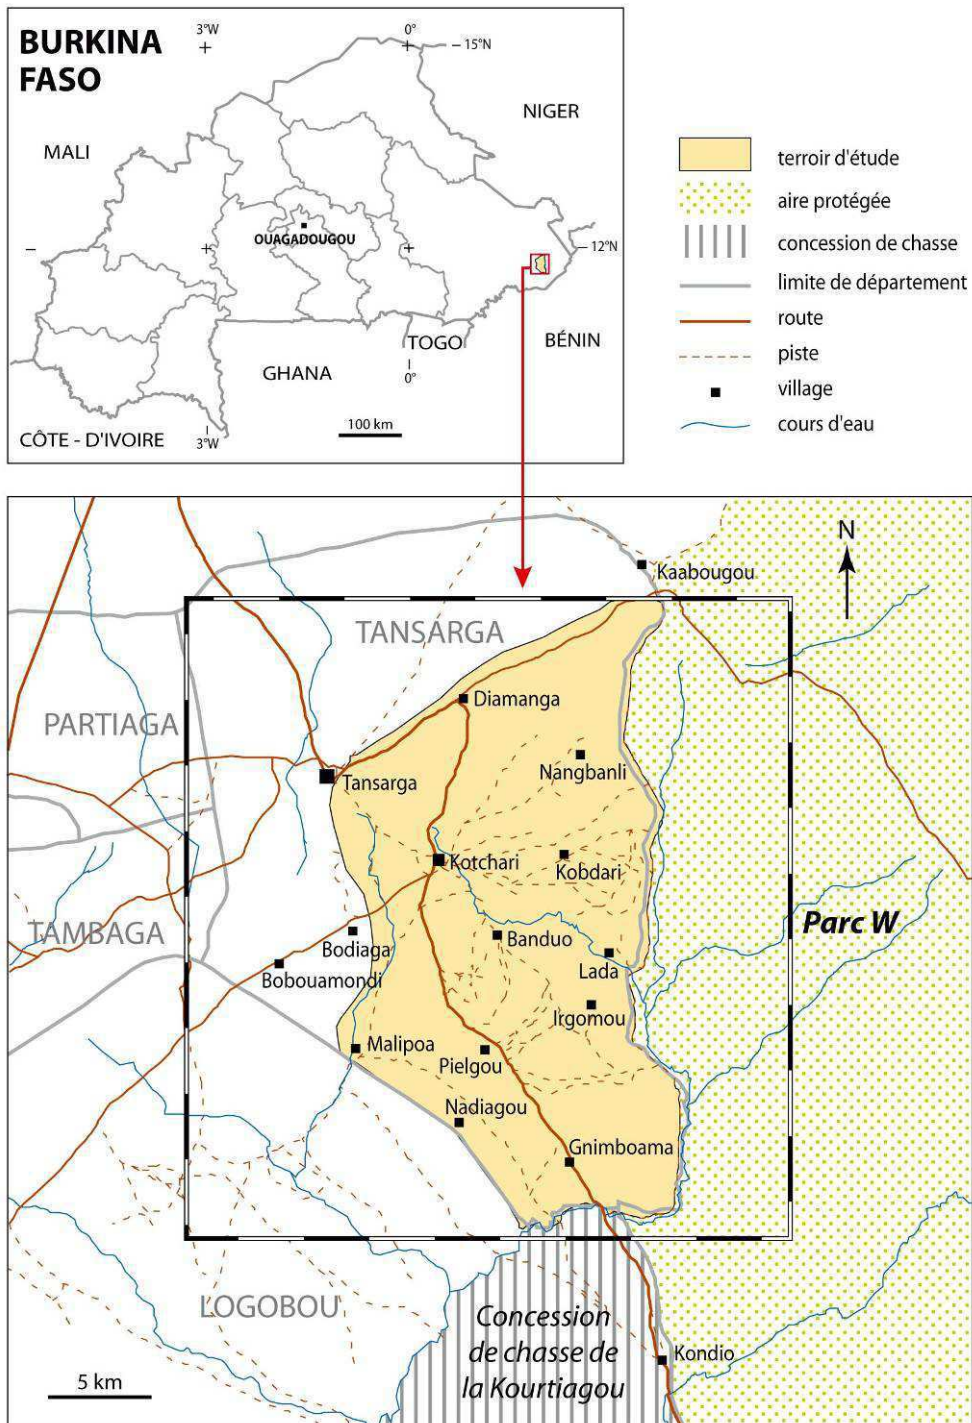 BURKINA
FASO
3°W
0°
15°N
NIGER
MALI
OUAGADOUGOU
12°N
TOGO
BÉNIN
GHANA
0°
CÔTE - D'IVOIRE
3°W
100 km
terroir d'étude
aire protégée
concession de chasse
limite de département
route
piste
village
cours d'eau
N
Kaabougou
TANSARGA
Diamanga
PARTIAGA
Nangbanli
Tansarga
Kotchari
Kobdari
TAMBAGA
Parc W
Banduo
Bodiaga
Lada
Bobouamondi
Irgomou
Malipoa
Pielgou
Nadiagou
Gnimboama
LOGOBOU
Concession
de chasse de
la Kourtiagou
Kondio
5 km